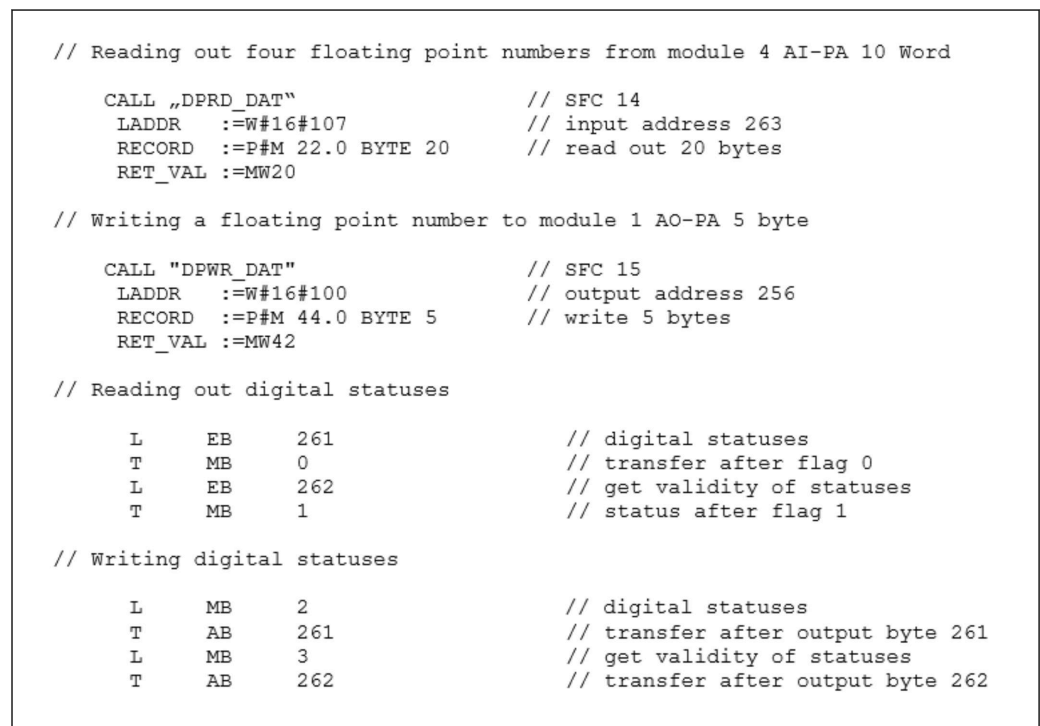 // Reading out four floating point numbers from module 4 AI-PA 10 Word
CALL „DPRD_DAT“ // SFC 14
LADDR :=W#16#107 // input address 263
RECORD :=P#M 22.0 BYTE 20 // read out 20 bytes
RET_VAL :=MW20
// Writing a floating point number to module 1 AO-PA 5 byte
CALL "DPWR_DAT" // SFC 15
LADDR :=W#16#100 // output address 256
RECORD :=P#M 44.0 BYTE 5 // write 5 bytes
RET_VAL :=MW42
// Reading out digital statuses
L EB 261 // digital statuses
T MB 0 // transfer after flag 0
L EB 262 // get validity of statuses
T MB 1 // status after flag 1
// Writing digital statuses
L MB 2 // digital statuses
T AB 261 // transfer after output byte 261
L MB 3 // get validity of statuses
T AB 262 // transfer after output byte 262